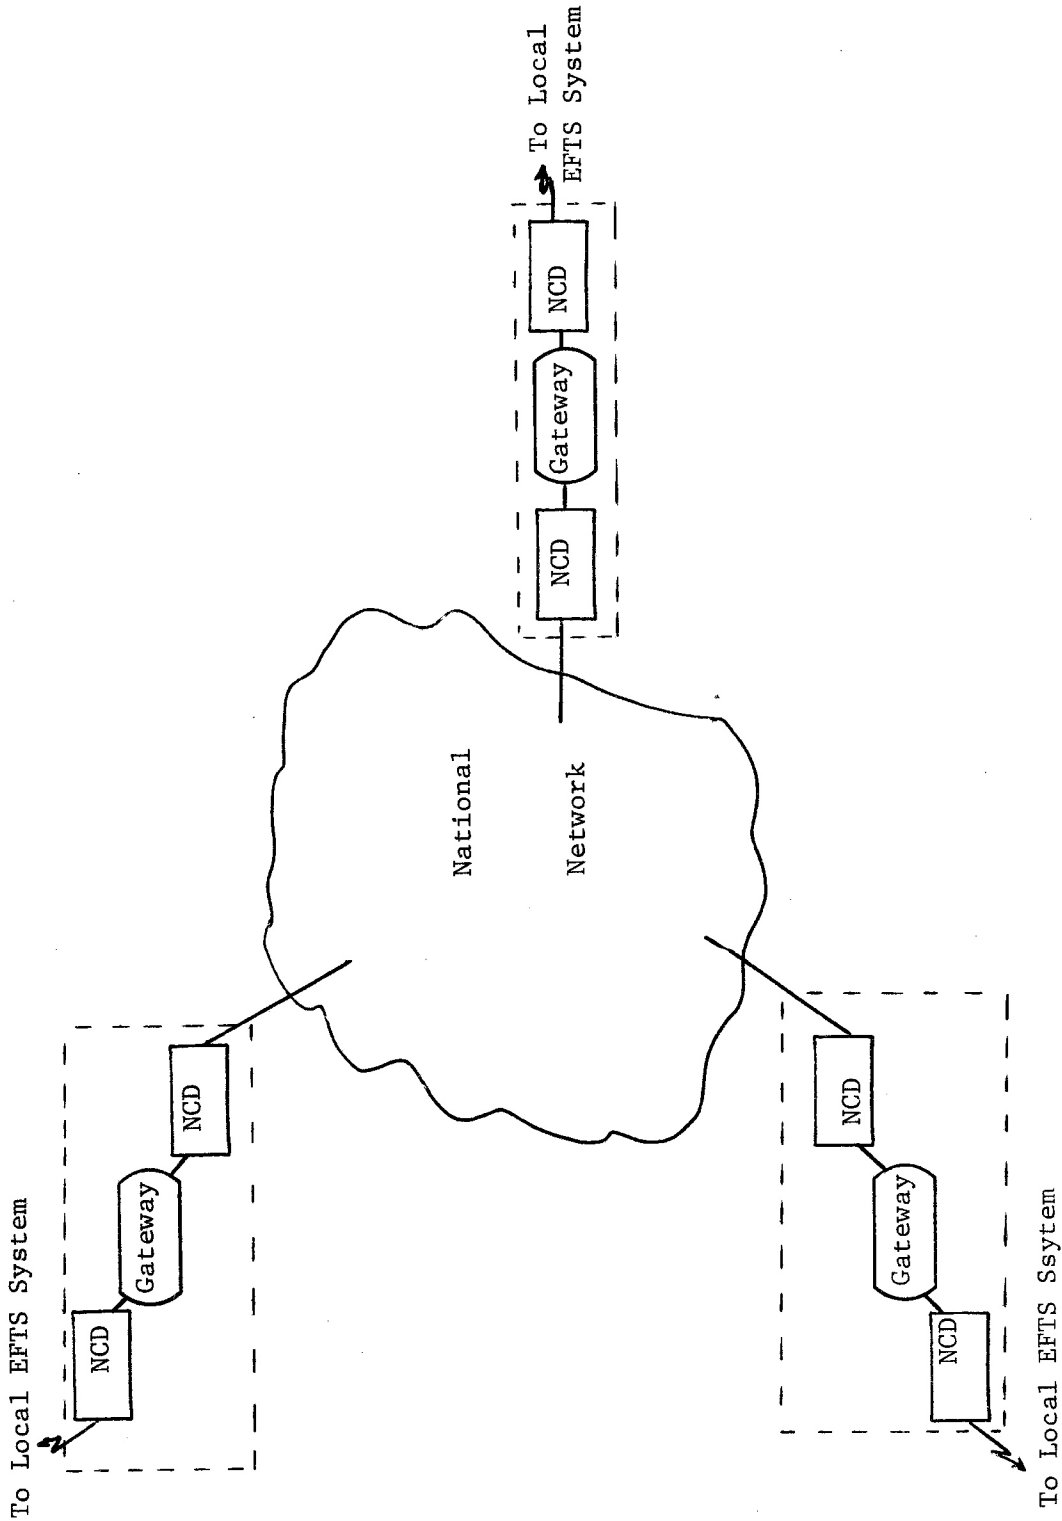 To Local EFTS System
NCD
Gateway
NCD
National
Network
NCD
Gateway
NCD
To Local
EFTS System
NCD
Gateway
NCD
To Local EFTS Ssytem